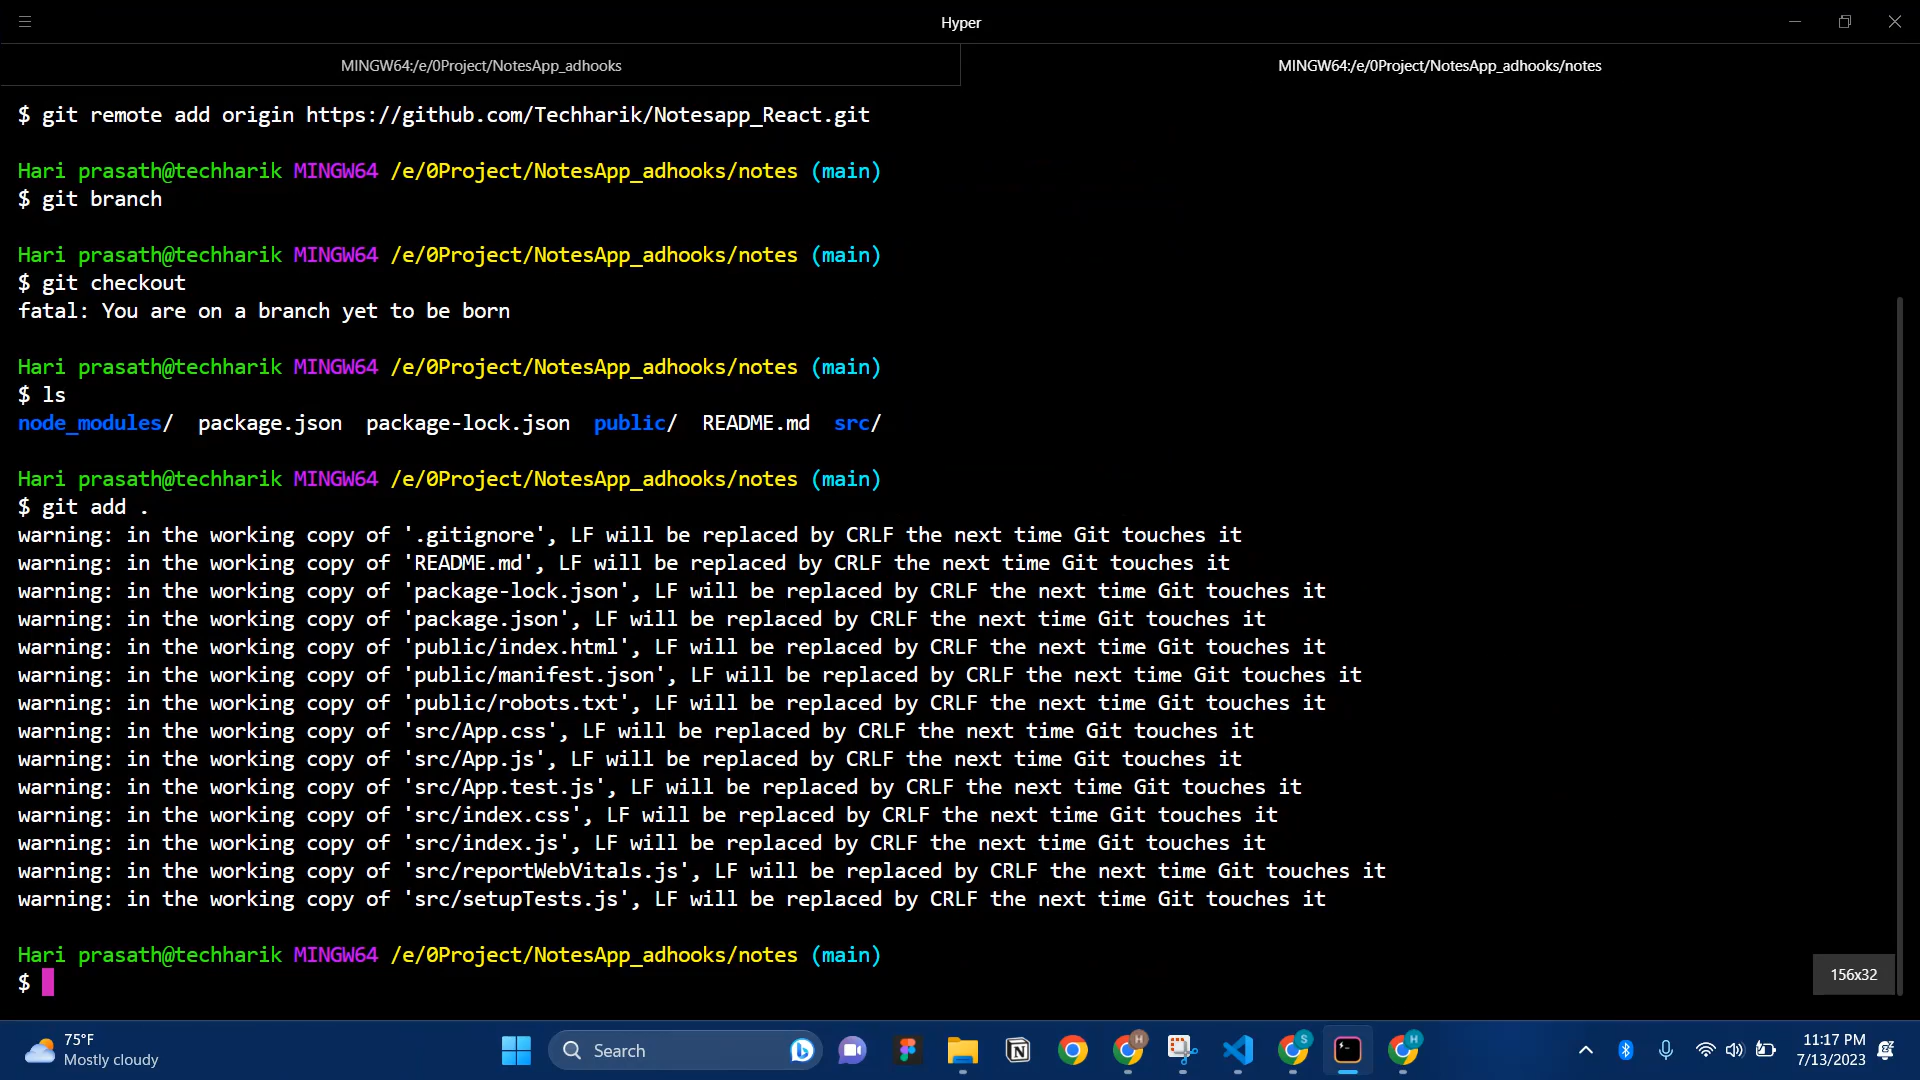 Hyper
MINGW64:/e/0Project/NotesApp_adhooks
MINGW64:/e/0Project/NotesApp_adhooks/notes
$ git remote add origin https://github.com/Techharik/Notesapp_React.git
Hari prasath@techharik MINGW64 /e/0Project/NotesApp_adhooks/notes (main)
$ git branch
Hari prasath@techharik MINGW64 /e/0Project/NotesApp_adhooks/notes (main)
$ git checkout
fatal: You are on a branch yet to be born
Hari prasath@techharik MINGW64 /e/0Project/NotesApp_adhooks/notes (main)
$ ls
node_modules/  package.json  package-lock.json  public/  README.md  src/
Hari prasath@techharik MINGW64 /e/0Project/NotesApp_adhooks/notes (main)
$ git add .
warning: in the working copy of '.gitignore', LF will be replaced by CRLF the next time Git touches it
warning: in the working copy of 'README.md', LF will be replaced by CRLF the next time Git touches it
warning: in the working copy of 'package-lock.json', LF will be replaced by CRLF the next time Git touches it
warning: in the working copy of 'package.json', LF will be replaced by CRLF the next time Git touches it
warning: in the working copy of 'public/index.html', LF will be replaced by CRLF the next time Git touches it
warning: in the working copy of 'public/manifest.json', LF will be replaced by CRLF the next time Git touches it
warning: in the working copy of 'public/robots.txt', LF will be replaced by CRLF the next time Git touches it
warning: in the working copy of 'src/App.css', LF will be replaced by CRLF the next time Git touches it
warning: in the working copy of 'src/App.js', LF will be replaced by CRLF the next time Git touches it
warning: in the working copy of 'src/App.test.js', LF will be replaced by CRLF the next time Git touches it
warning: in the working copy of 'src/index.css', LF will be replaced by CRLF the next time Git touches it
warning: in the working copy of 'src/index.js', LF will be replaced by CRLF the next time Git touches it
warning: in the working copy of 'src/reportWebVitals.js', LF will be replaced by CRLF the next time Git touches it
warning: in the working copy of 'src/setupTests.js', LF will be replaced by CRLF the next time Git touches it
Hari prasath@techharik MINGW64 /e/0Project/NotesApp_adhooks/notes (main)
$
156x32
75°F
Mostly cloudy
Search
H
S
H
11:17 PM
7/13/2023